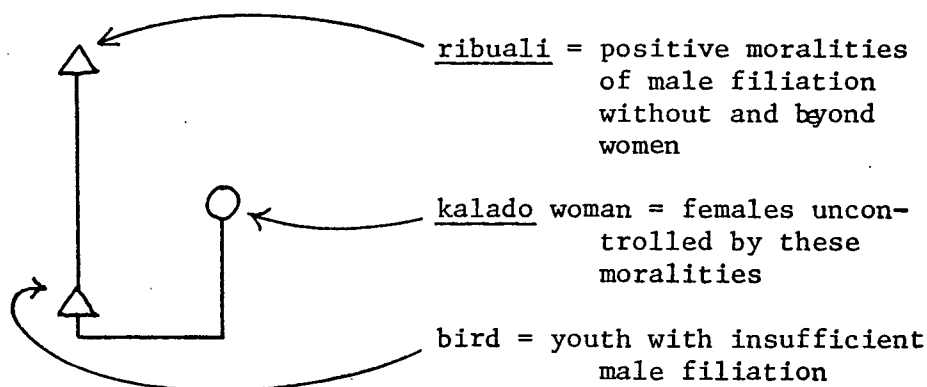 ribuali = positive moralities
of male filiation
without and beyond
women
kalado woman = females uncon-
trolled by these
moralities
bird = youth with insufficient
male filiation